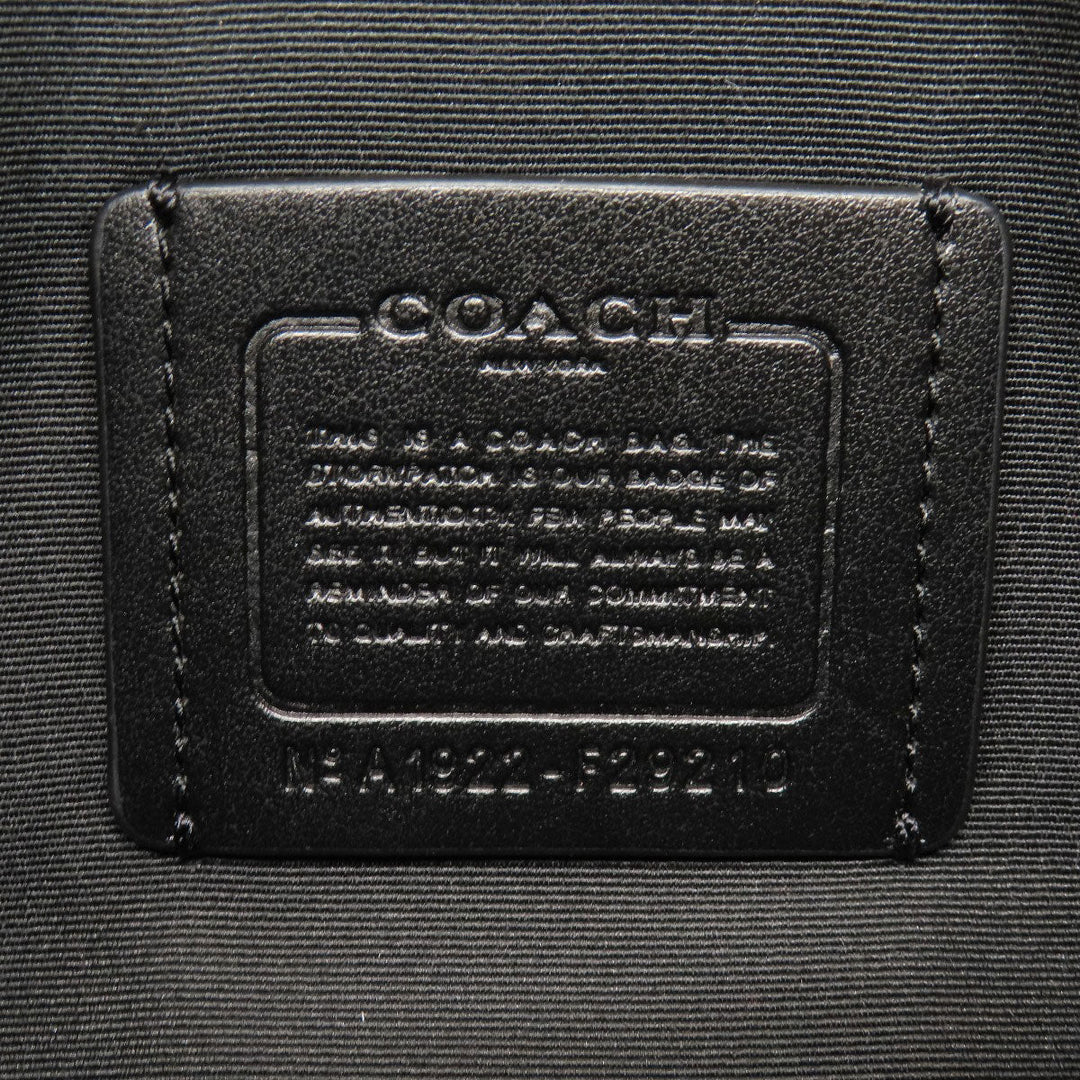 COACH
NEW YORK
THIS IS A COACH BAG. THE
STORYPATCH IS OUR BADGE OF
AUTHENTICITY. FEW PEOPLE MAY
SEE IT, BUT IT WILL ALWAYS BE A
REMINDER OF OUR COMMITMENT
TO QUALITY AND CRAFTSMANSHIP.
Nº A1922-F29210